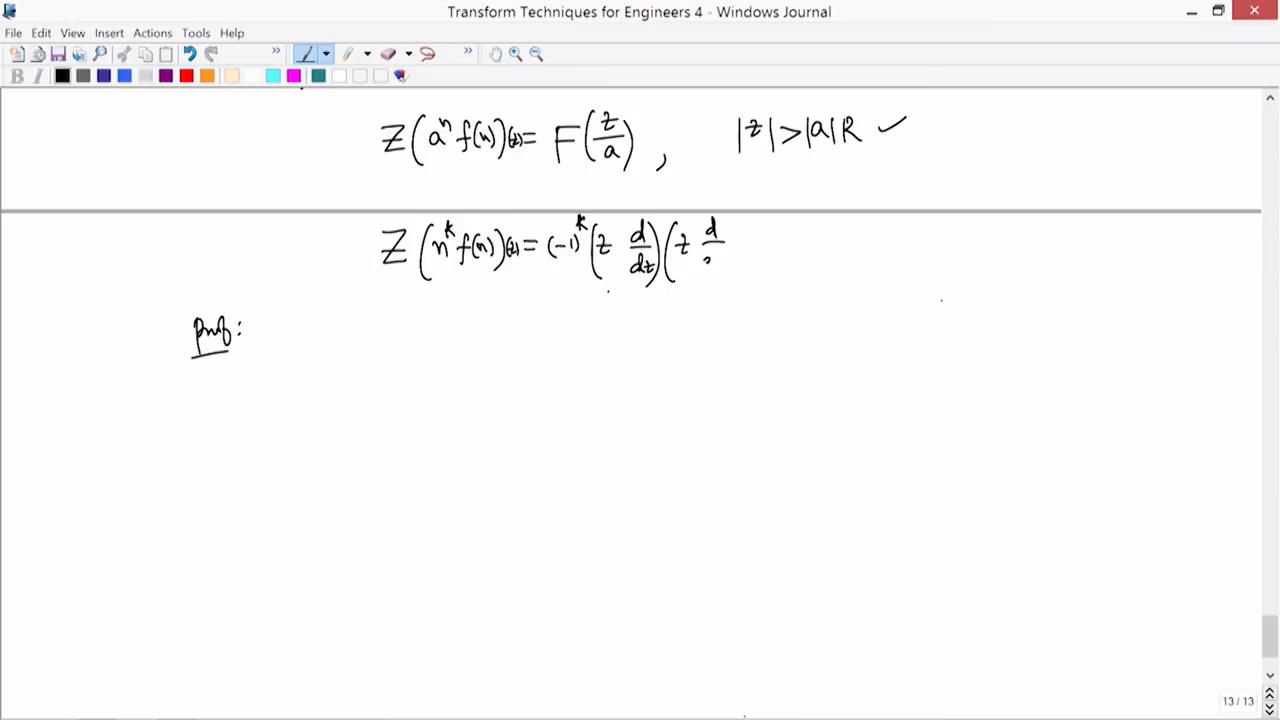 Transform Techniques for Engineers 4 - Windows Journal
File Edit View Insert Actions Tools Help
B I
Z(aⁿ f(n))(z) = F(z/a), |z| > |a| R ✓
Z(nᵏ f(n))(z) = (-1)ᵏ (z d/dz)(z d/
Proof:
13 / 13